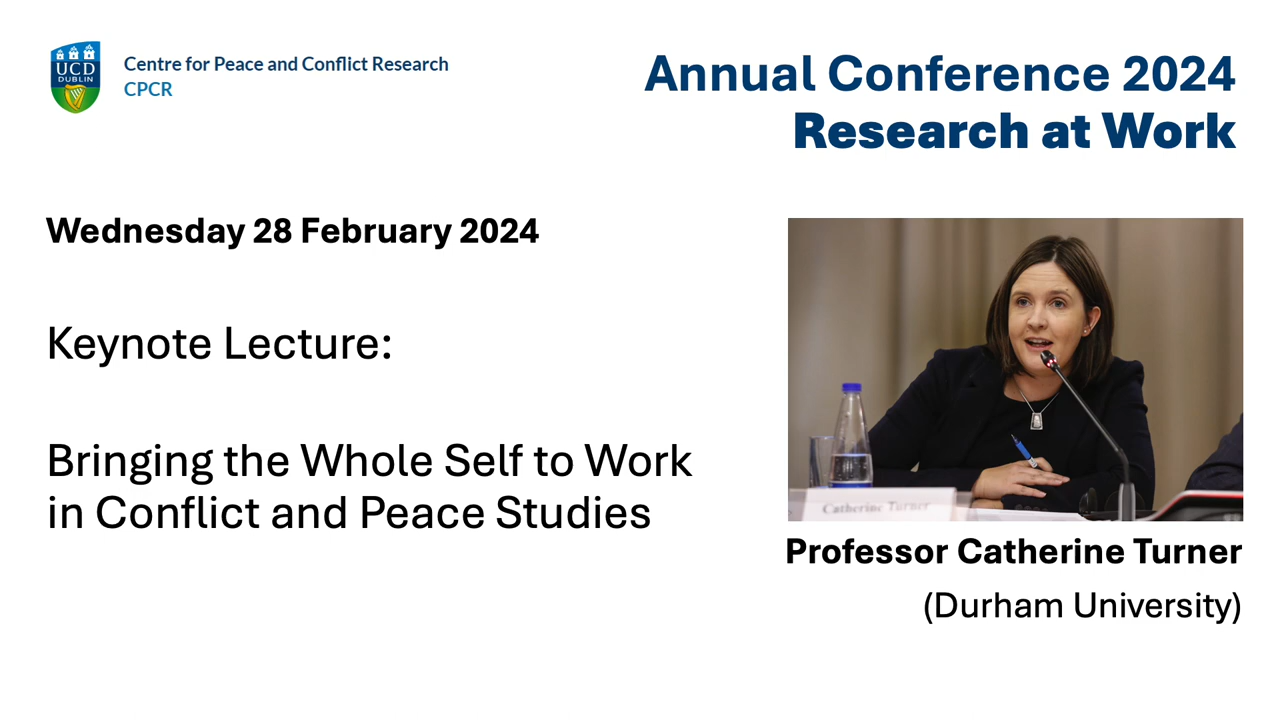 UCD
DUBLIN
Centre for Peace and Conflict Research
CPCR
Annual Conference 2024
Research at Work
Wednesday 28 February 2024
Keynote Lecture:
Bringing the Whole Self to Work
in Conflict and Peace Studies
Catherine Turner
Professor Catherine Turner
(Durham University)